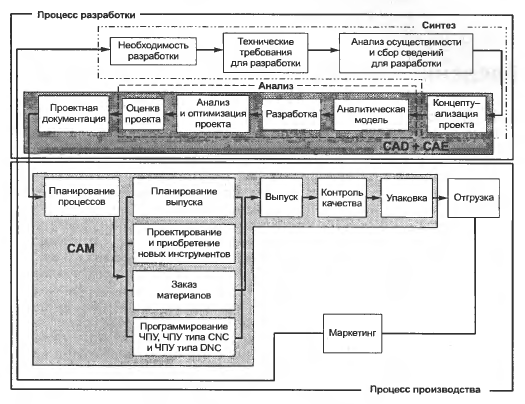 Процесс разработки
Синтез
Необходимость
разработки
Технические
требования
для разработки
Анализ осуществимости
и сбор сведений
для разработки
Анализ
Проектная
документация
Оценкв
проекта
Анализ
и оптимизация
проекта
Разработка
Аналитическая
модель
Концепту-
ализация
проекта
CAD + CAE
Планирование
процессов
Планирование
выпуска
Выпуск
Контроль
качества
Упаковка
Отгрузка
Проектирование
и приобретение
новых инструментов
CAM
Заказ
материалов
Программирование
ЧПУ, ЧПУ типа CNC
и ЧПУ типа DNC
Маркетинг
Процесс производства